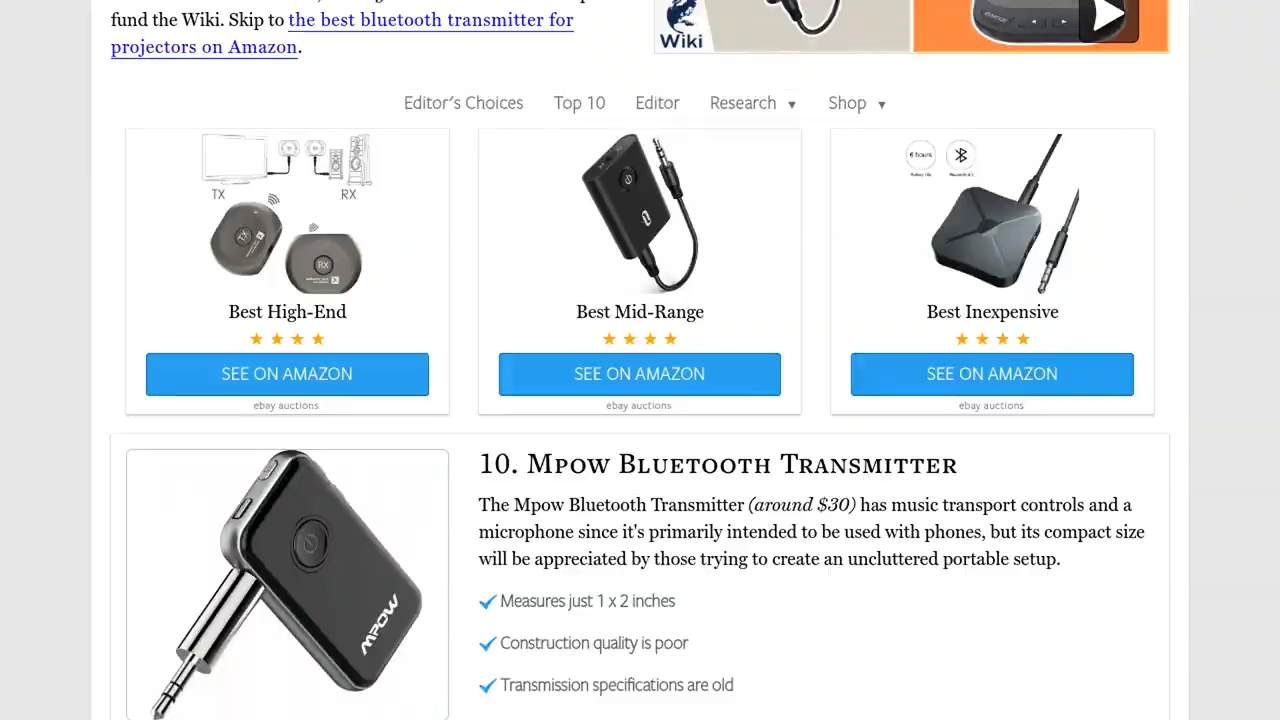 fund the Wiki. Skip to the best bluetooth transmitter for
projectors on Amazon.
Wiki
Editor's Choices Top 10 Editor Research ▼ Shop ▼
TX RX
TX
RX
Best High-End
★ ★ ★ ★
SEE ON AMAZON
ebay auctions
Best Mid-Range
★ ★ ★ ★
SEE ON AMAZON
ebay auctions
6 hours
Best Inexpensive
★ ★ ★ ★
SEE ON AMAZON
ebay auctions
MPOW
10. Mpow Bluetooth Transmitter
The Mpow Bluetooth Transmitter (around $30) has music transport controls and a
microphone since it's primarily intended to be used with phones, but its compact size
will be appreciated by those trying to create an uncluttered portable setup.
Measures just 1 x 2 inches
Construction quality is poor
Transmission specifications are old